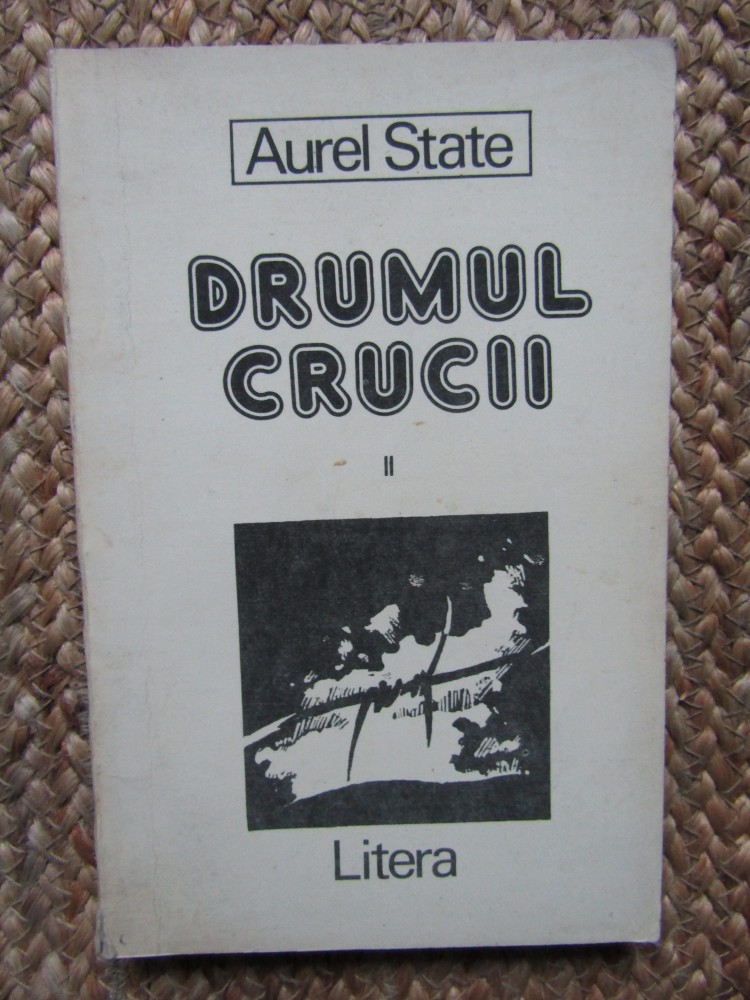 Aurel State
DRUMUL
CRUCII
II
Litera